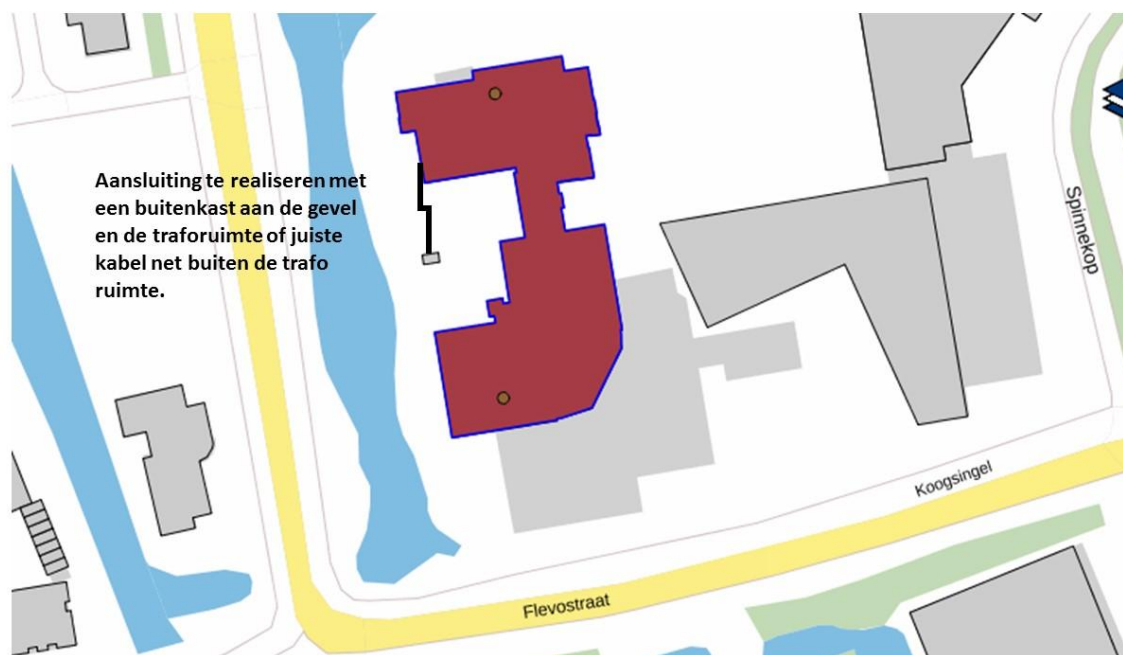 Aansluiting te realiseren met
een buitenkast aan de gevel
en de traforuimte of juiste
kabel net buiten de trafo
ruimte.
Spinnekop
Koogsingel
Flevostraat